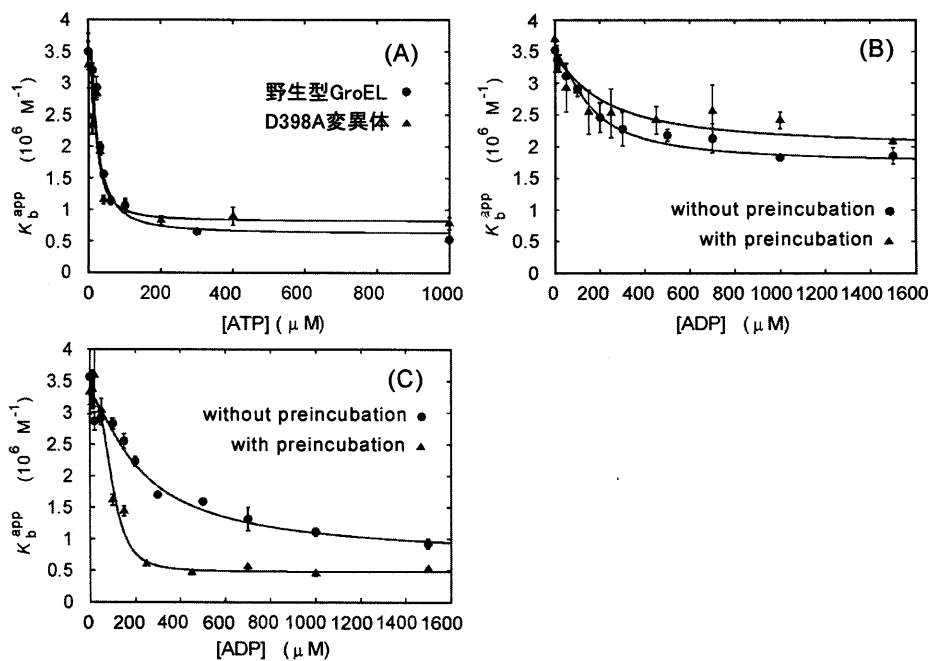 (A)
K_b^app (10^6 M^-1)
4
3.5
3
2.5
2
1.5
1
0.5
0
野生型GroEL ●
D398A変異体 ▲
0 200 400 600 800 1000
[ATP] ( μ M)
(B)
K_b^app (10^6 M^-1)
4
3.5
3
2.5
2
1.5
1
0.5
0
without preincubation ●
with preincubation ▲
0 200 400 600 800 1000 1200 1400 1600
[ADP] ( μ M)
(C)
K_b^app (10^6 M^-1)
4
3.5
3
2.5
2
1.5
1
0.5
0
without preincubation ●
with preincubation ▲
0 200 400 600 800 1000 1200 1400 1600
[ADP] ( μ M)